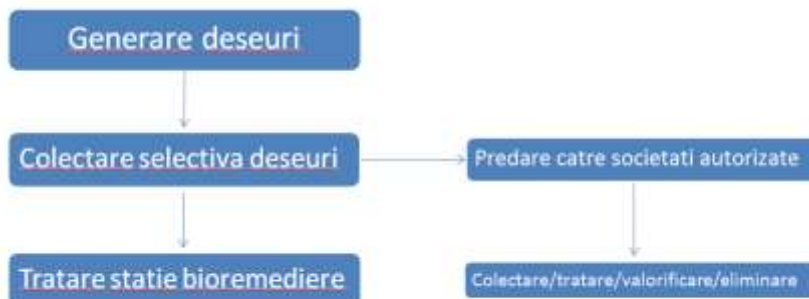 Generare deseuri
Colectare selectiva deseuri
Predare catre societati autorizate
Tratare statie bioremediere
Colectare/tratare/valorificare/eliminare